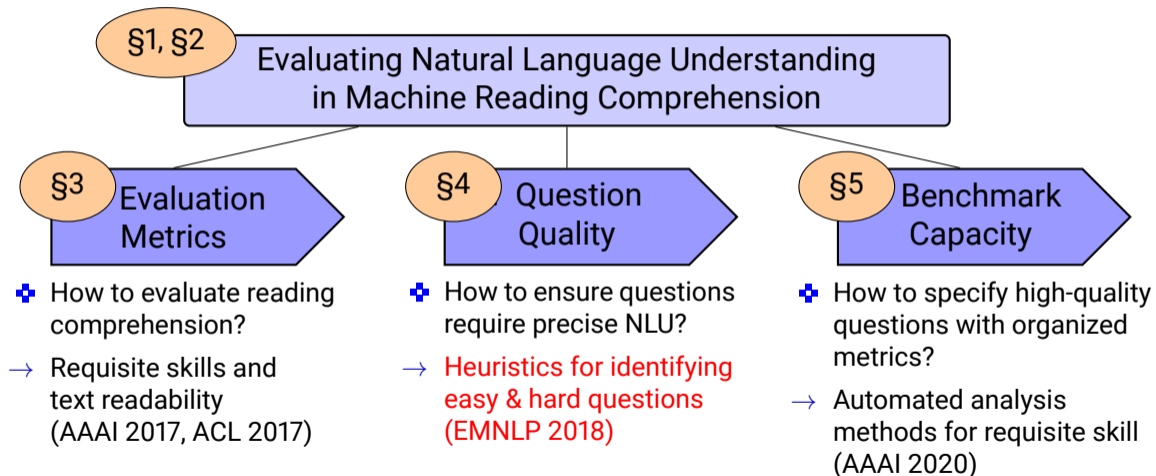 §1, §2
Evaluating Natural Language Understanding
in Machine Reading Comprehension
§3
Evaluation
Metrics
How to evaluate reading
comprehension?
→ Requisite skills and
text readability
(AAAI 2017, ACL 2017)
§4
Question
Quality
How to ensure questions
require precise NLU?
→ Heuristics for identifying
easy & hard questions
(EMNLP 2018)
§5
Benchmark
Capacity
How to specify high-quality
questions with organized
metrics?
→ Automated analysis
methods for requisite skill
(AAAI 2020)